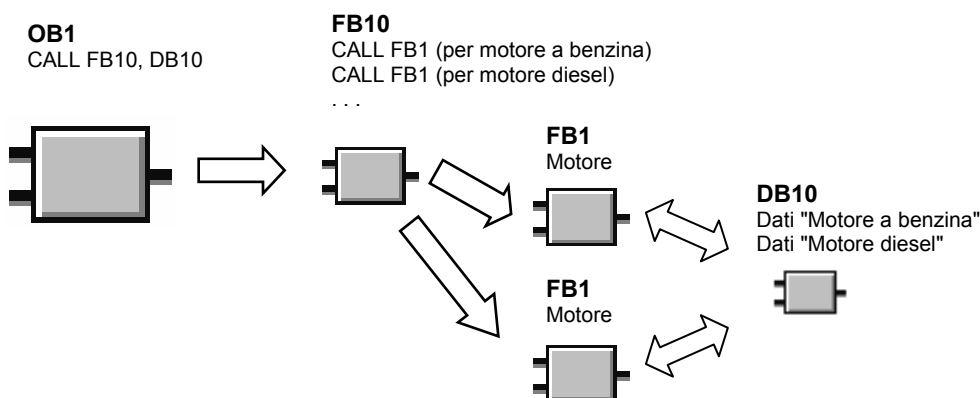 OB1
CALL FB10, DB10
FB10
CALL FB1 (per motore a benzina)
CALL FB1 (per motore diesel)
. . .
FB1
Motore
DB10
Dati "Motore a benzina"
Dati "Motore diesel"
FB1
Motore